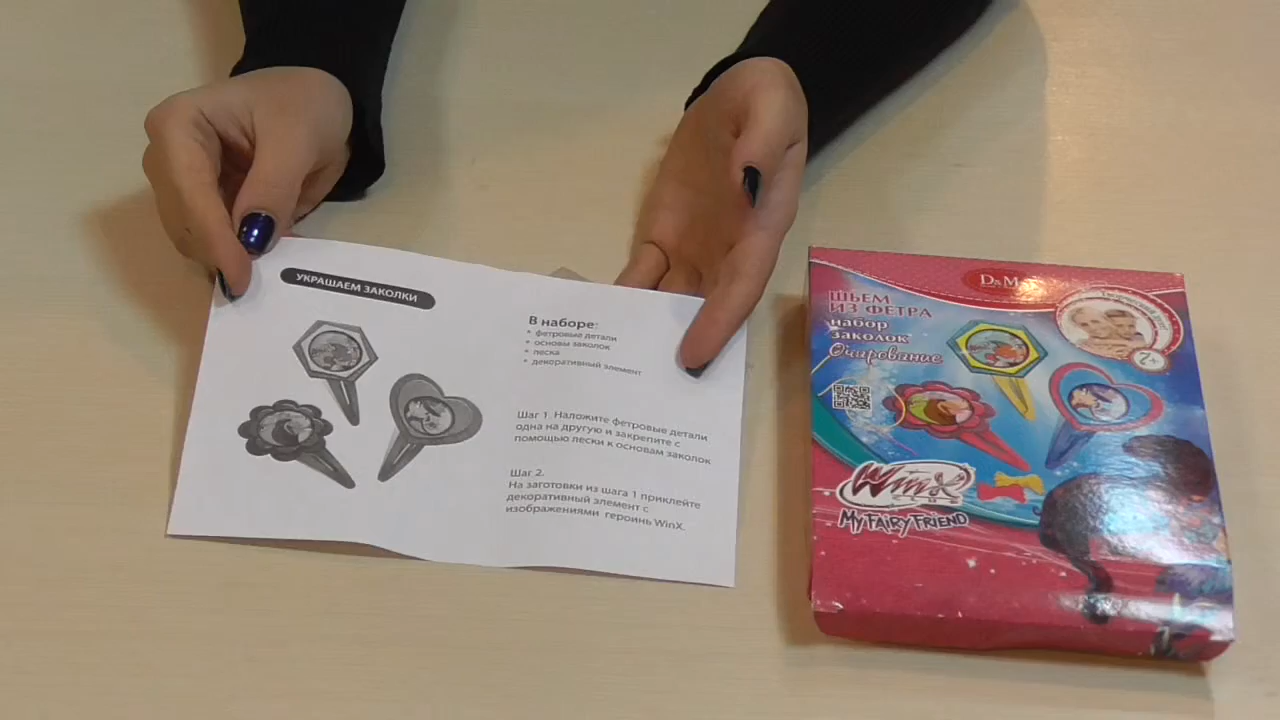 УКРАШАЕМ ЗАКОЛКИ
В наборе:
• фетровые детали
• основы заколок
• леска
• декоративный элемент
Шаг 1. Наложите фетровые детали
одна на другую и закрепите с
помощью лески к основам заколок
Шаг 2.
На заготовки из шага 1 приклейте
декоративный элемент с
изображениями героинь WinX.
D&M
ШЬЕМ
ИЗ ФЕТРА
набор
заколок
Очарование
7+
WinX
CLUB
MY FAIRY FRIEND